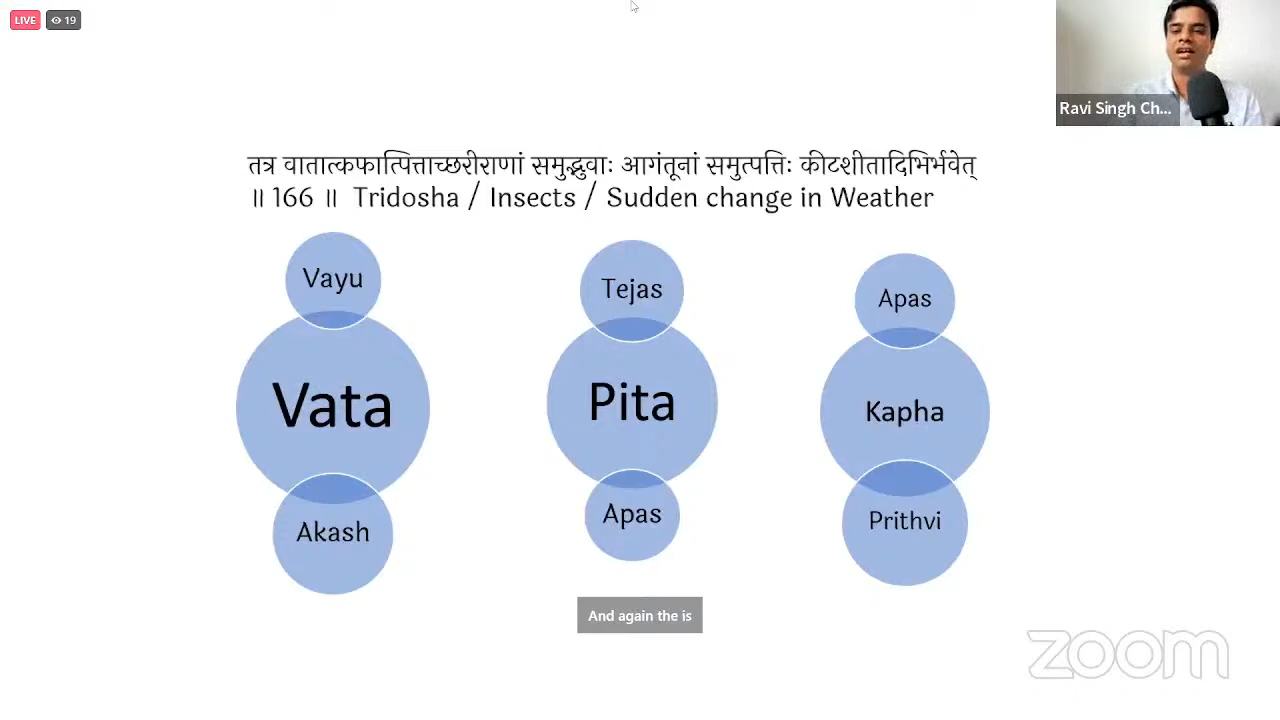 LIVE 19
Ravi Singh Ch...
तत्र वातात्कफात्पित्ताच्छरीराणां समुद्भुवाः आगंतूनां समुत्पत्तिः कीटशीतादिभिर्भवेत्
॥ 166 ॥ Tridosha / Insects / Sudden change in Weather
Vayu
Vata
Akash
Tejas
Pita
Apas
Apas
Kapha
Prithvi
And again the is
zoom